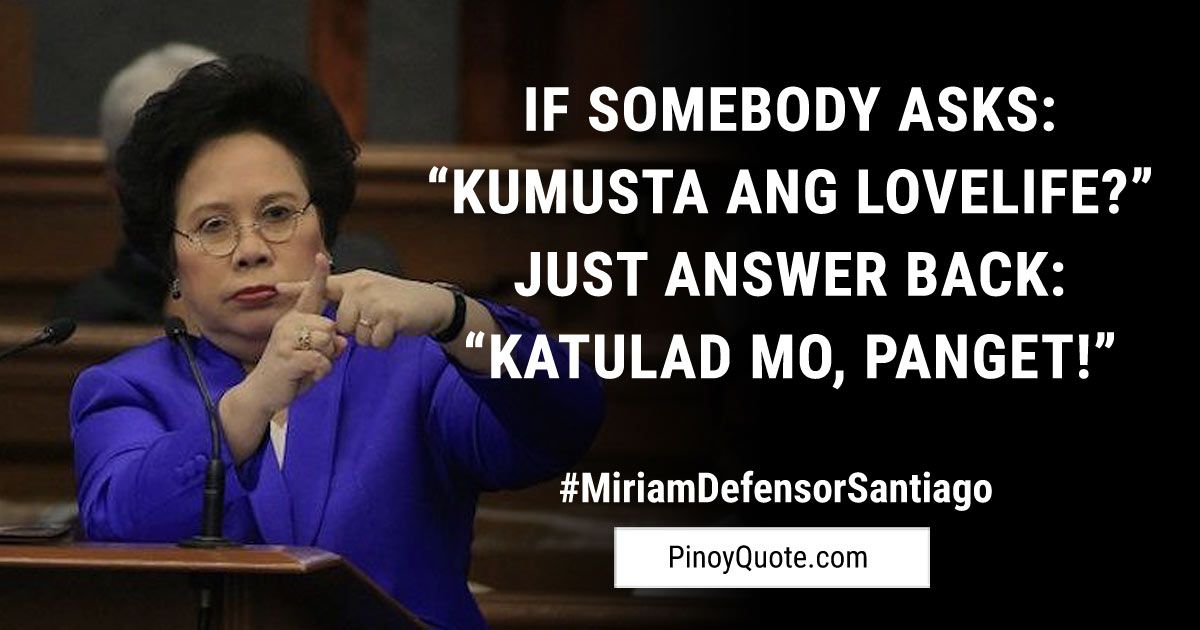 IF SOMEBODY ASKS:
“KUMUSTA ANG LOVELIFE?”
JUST ANSWER BACK:
“KATULAD MO, PANGET!”
#MiriamDefensorSantiago
PinoyQuote.com